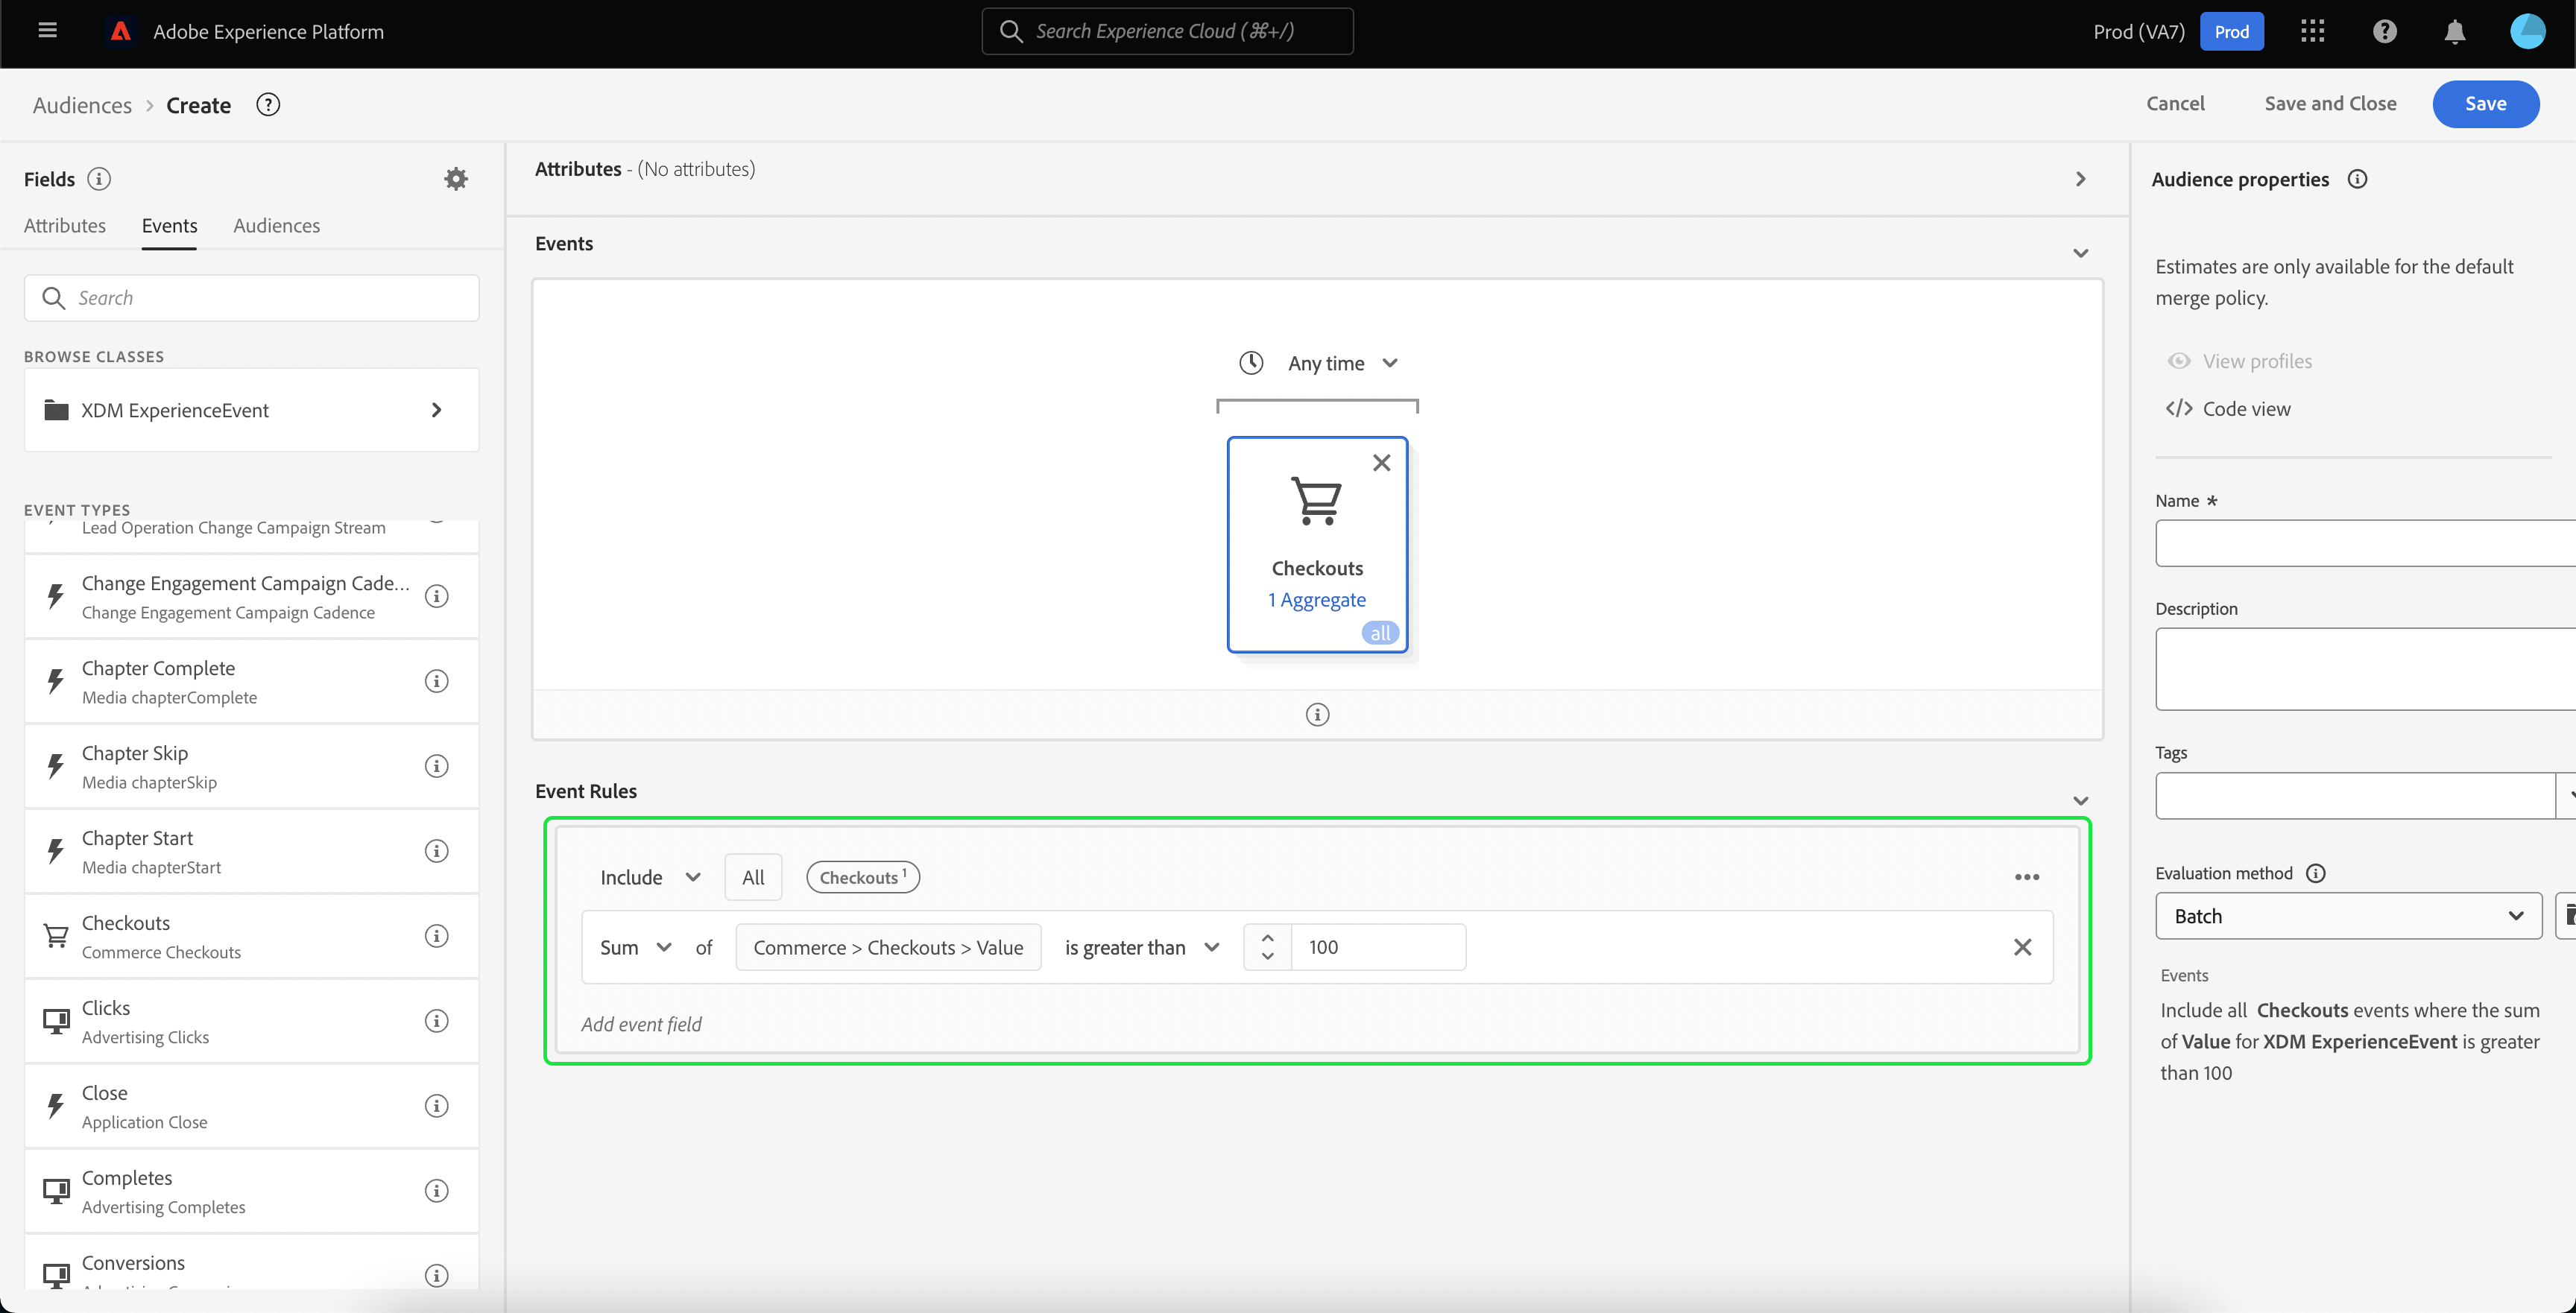 Adobe Experience Platform
Search Experience Cloud (⌘+/)
Prod (VA7)
Prod
Audiences > Create
Cancel
Save and Close
Save
Fields
Attributes
Events
Audiences
Search
BROWSE CLASSES
XDM ExperienceEvent
EVENT TYPES
Lead Operation Change Campaign Stream
Change Engagement Campaign Cade...
Change Engagement Campaign Cadence
Chapter Complete
Media chapterComplete
Chapter Skip
Media chapterSkip
Chapter Start
Media chapterStart
Checkouts
Commerce Checkouts
Clicks
Advertising Clicks
Close
Application Close
Completes
Advertising Completes
Conversions
Attributes - (No attributes)
Events
Any time
Checkouts
1 Aggregate
all
Event Rules
Include
All
Checkouts 1
Sum of Commerce > Checkouts > Value is greater than 100
Add event field
Audience properties
Estimates are only available for the default
merge policy.
View profiles
</> Code view
Name *
Description
Tags
Evaluation method
Batch
Events
Include all Checkouts events where the sum
of Value for XDM ExperienceEvent is greater
than 100